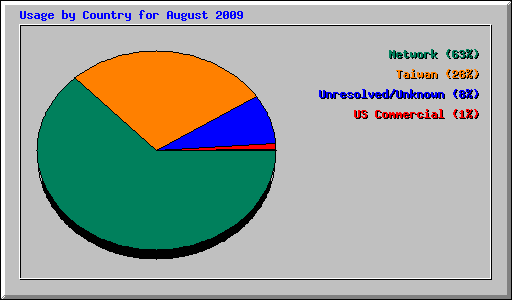 Usage by Country for August 2009
Network (63%)
Taiwan (28%)
Unresolved/Unknown (8%)
US Commercial (1%)